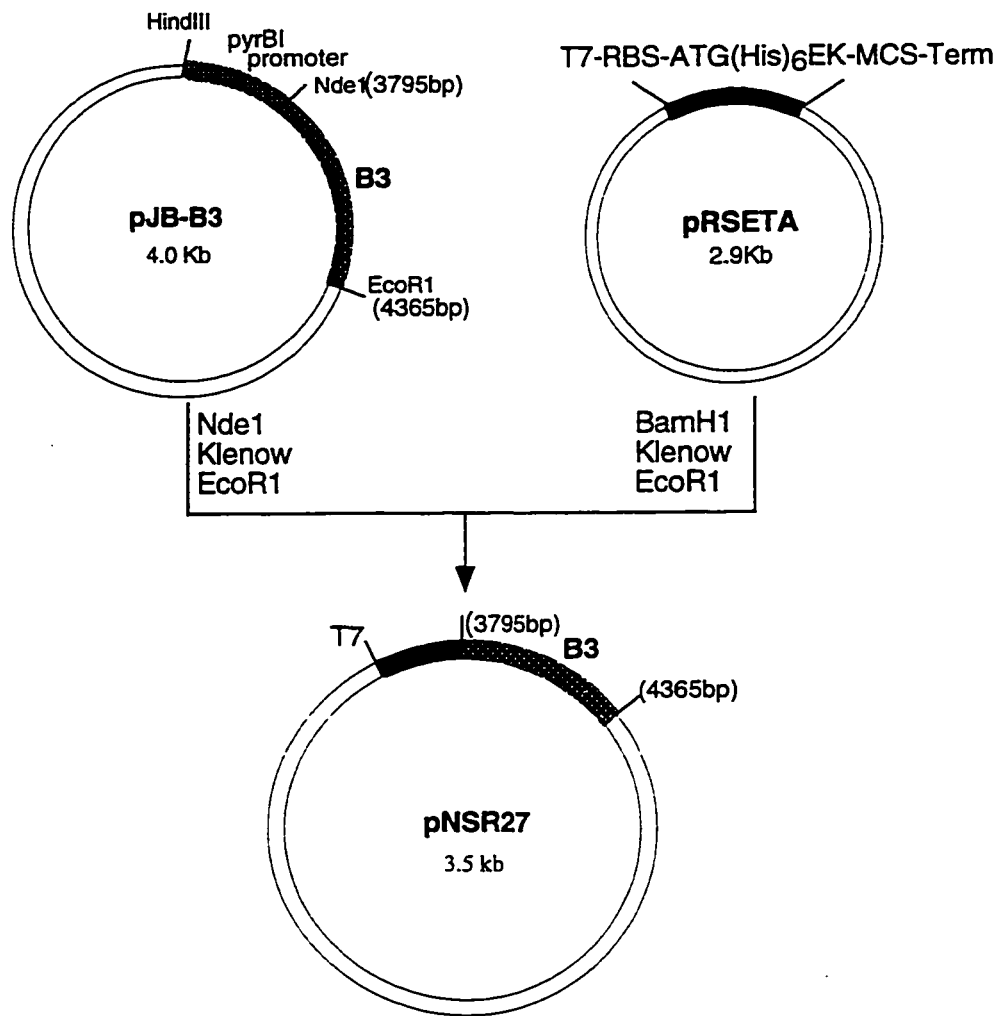 HindIII
pyrBI
promoter
Nde1(3795bp)
B3
pJB-B3
4.0 Kb
EcoR1
(4365bp)
T7-RBS-ATG(His)6EK-MCS-Term
pRSETA
2.9Kb
Nde1
Klenow
EcoR1
BamH1
Klenow
EcoR1
T7
(3795bp)
B3
(4365bp)
pNSR27
3.5 kb